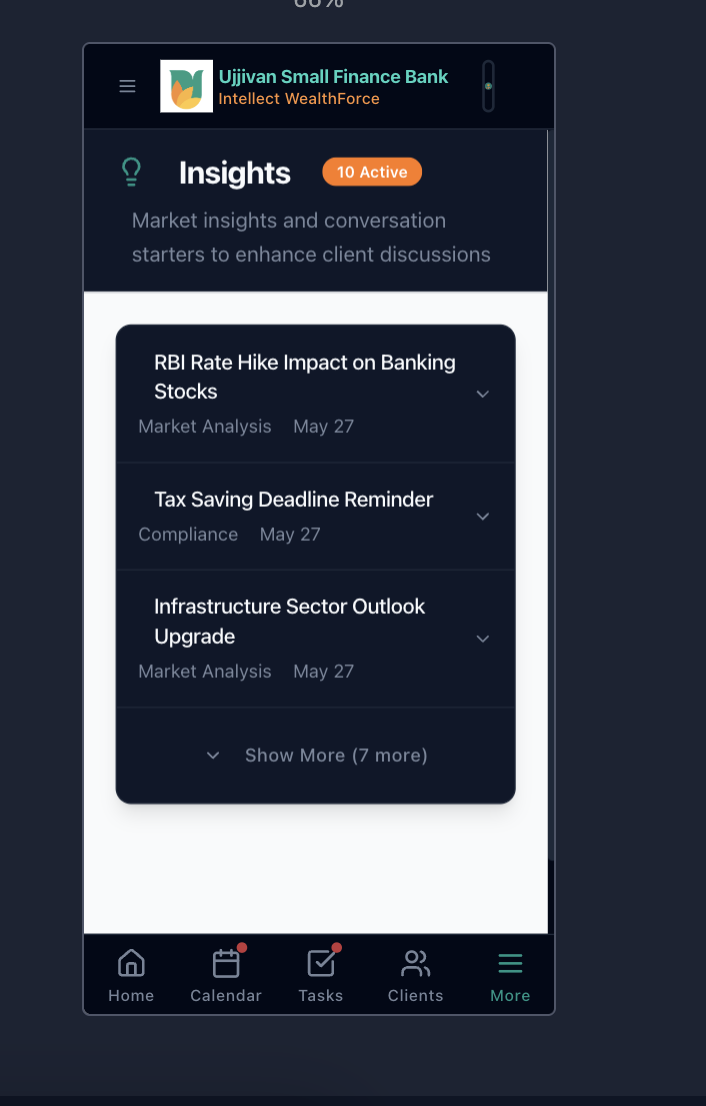 66%
Ujjivan Small Finance Bank
Intellect WealthForce
Insights
10 Active
Market insights and conversation
starters to enhance client discussions
RBI Rate Hike Impact on Banking
Stocks
Market Analysis May 27
Tax Saving Deadline Reminder
Compliance May 27
Infrastructure Sector Outlook
Upgrade
Market Analysis May 27
Show More (7 more)
Home Calendar Tasks Clients More